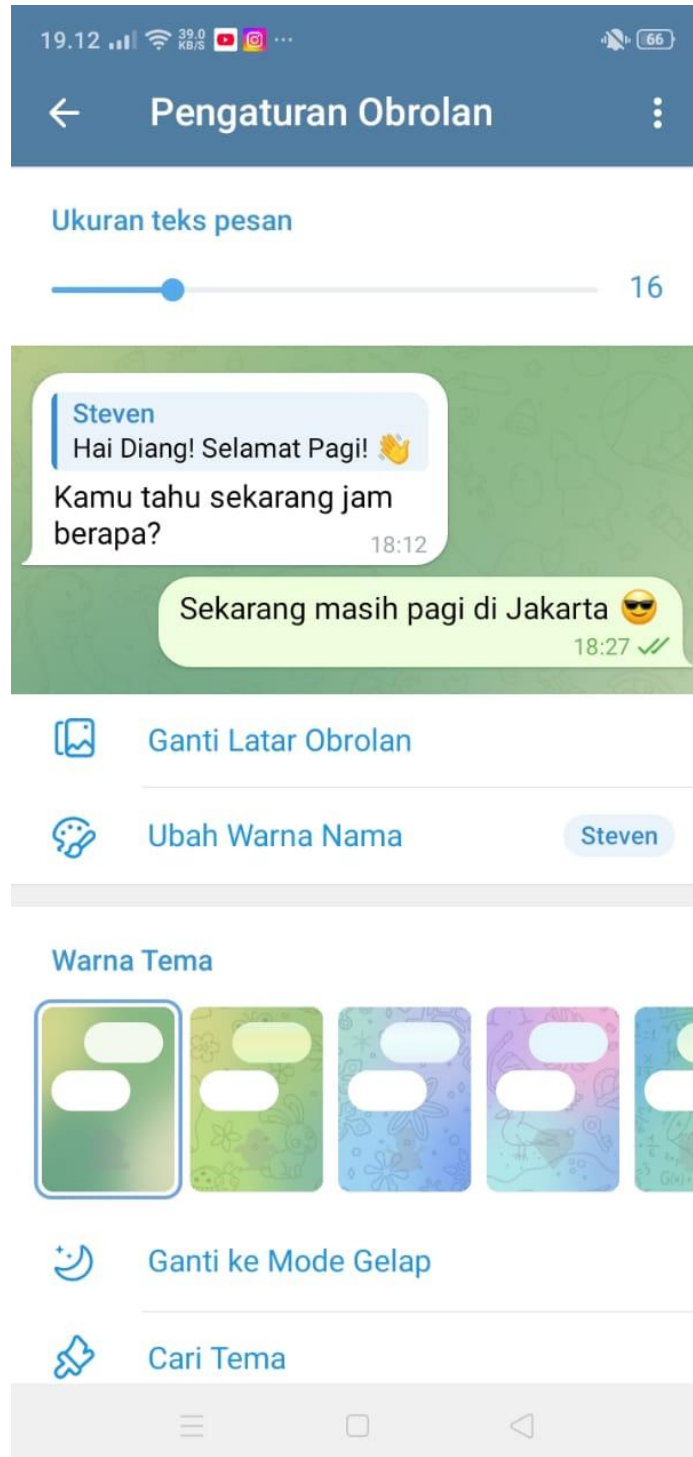 19.12 39.0 KB/S ... 66
Pengaturan Obrolan
Ukuran teks pesan
16
Steven
Hai Diang! Selamat Pagi! 👋
Kamu tahu sekarang jam
berapa? 18:12
Sekarang masih pagi di Jakarta 😎
18:27
Ganti Latar Obrolan
Ubah Warna Nama Steven
Warna Tema
Ganti ke Mode Gelap
Cari Tema